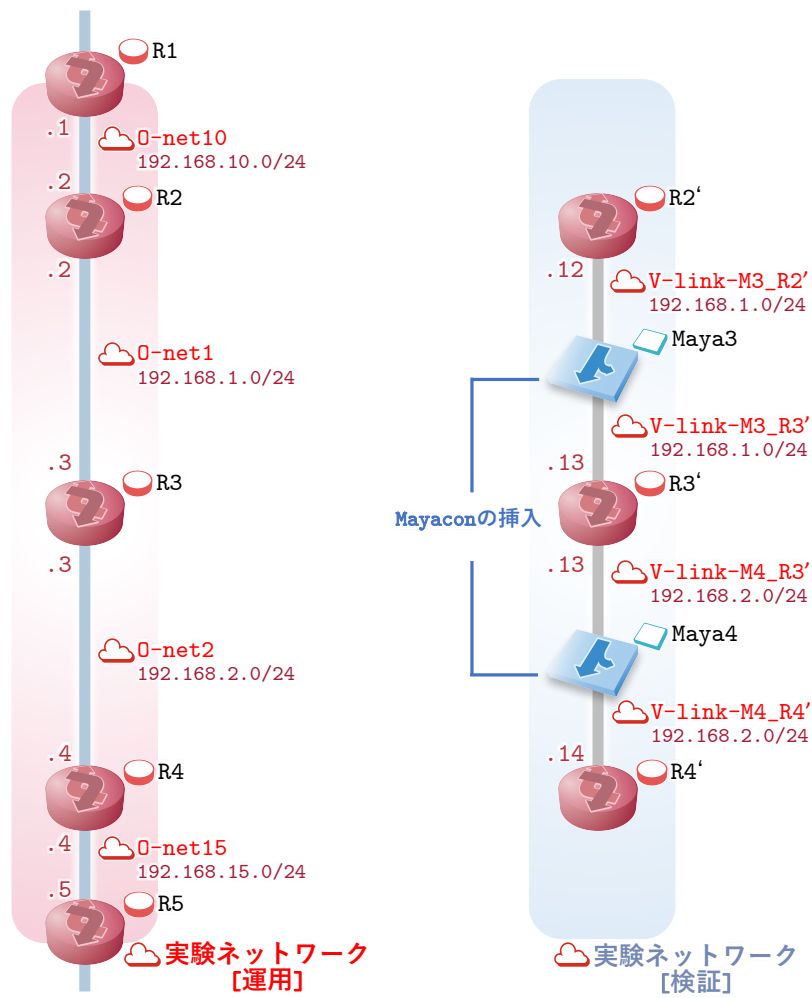 R1
.1
O-net10
192.168.10.0/24
.2
R2
.2
O-net1
192.168.1.0/24
.3
R3
.3
O-net2
192.168.2.0/24
.4
R4
.4
O-net15
192.168.15.0/24
.5
R5
実験ネットワーク
[運用]
R2‘
.12
V-link-M3_R2’
192.168.1.0/24
Maya3
V-link-M3_R3’
192.168.1.0/24
.13
R3‘
Mayaconの挿入
.13
V-link-M4_R3’
192.168.2.0/24
Maya4
V-link-M4_R4’
192.168.2.0/24
.14
R4‘
実験ネットワーク
[検証]